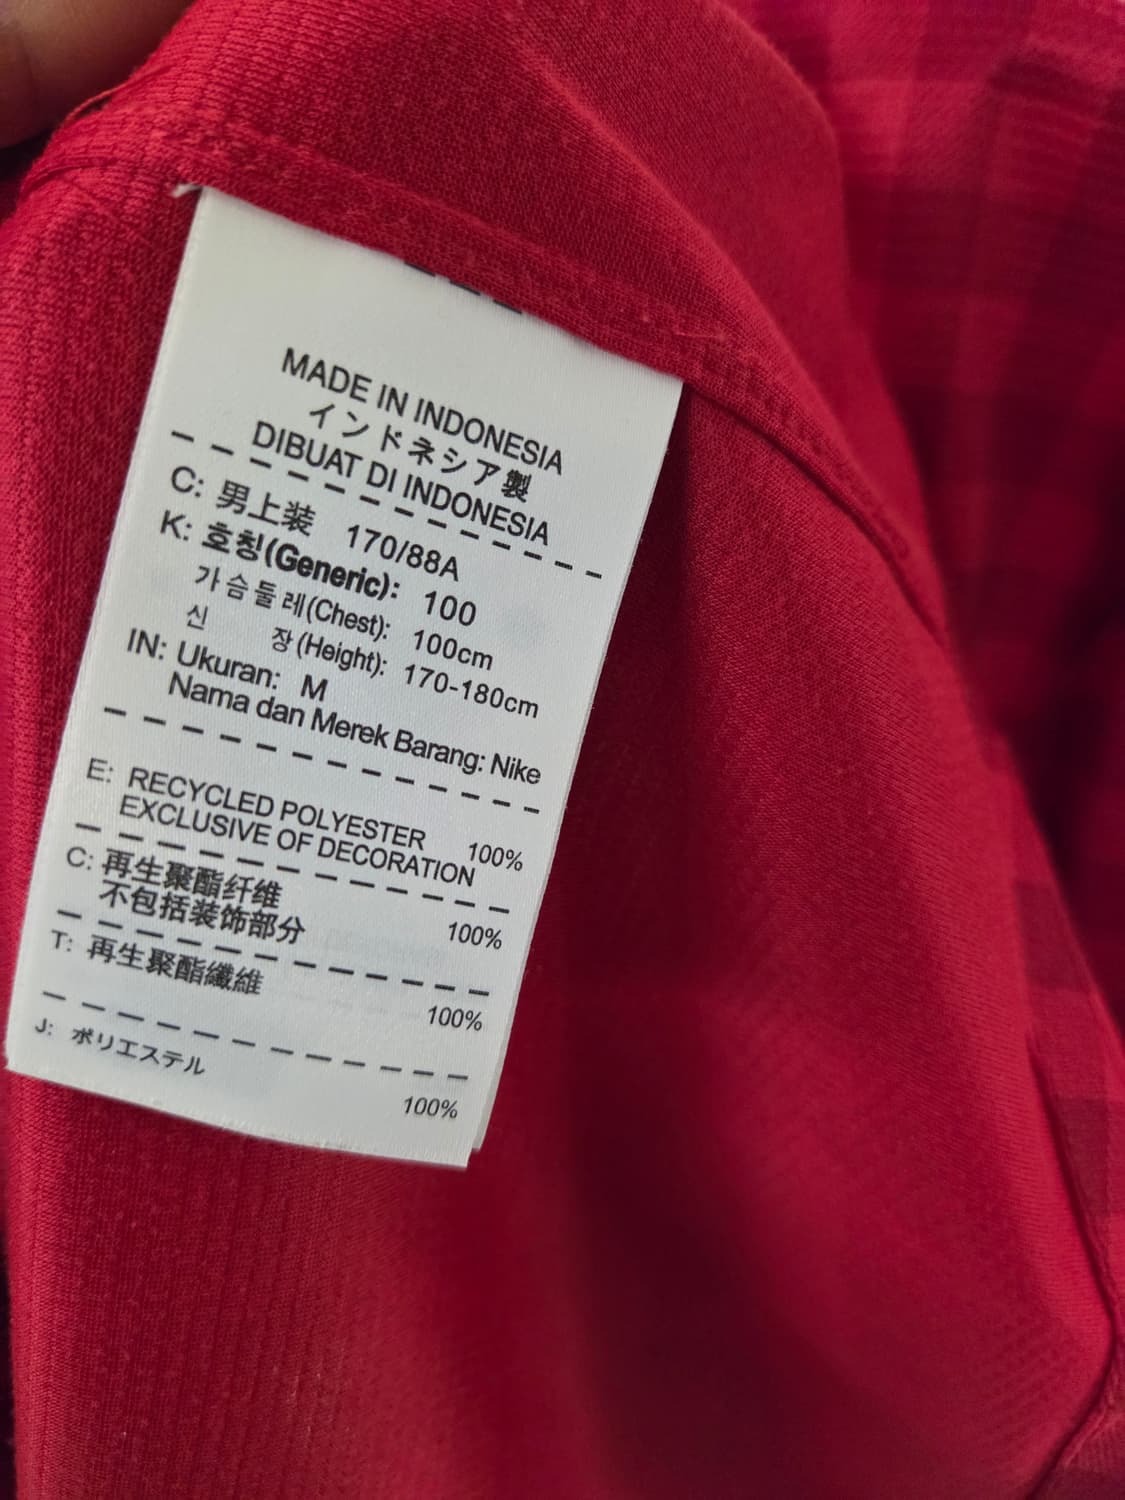 MADE IN INDONESIA
インドネシア製
DIBUAT DI INDONESIA
C: 男上装 170/88A
K: 호칭(Generic): 100
가슴둘레(Chest): 100cm
신 장(Height): 170-180cm
IN: Ukuran: M
Nama dan Merek Barang: Nike
E: RECYCLED POLYESTER 100%
EXCLUSIVE OF DECORATION
C: 再生聚酯纤维 100%
不包括装饰部分
T: 再生聚酯纖維 100%
J: ポリエステル 100%